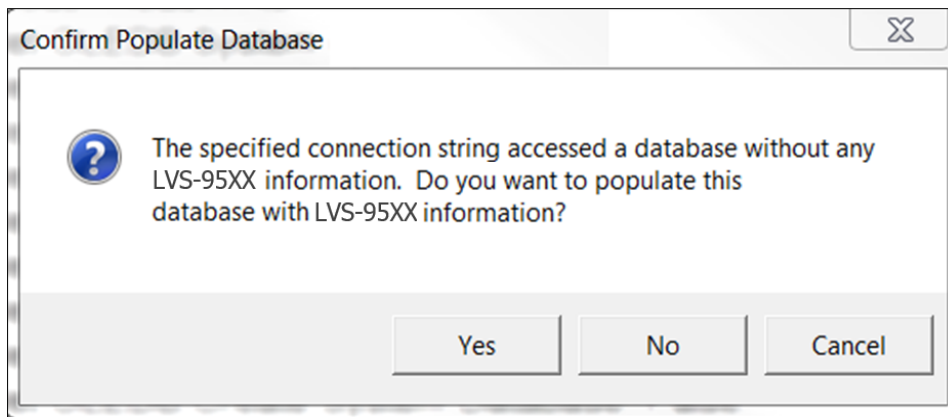 Confirm Populate Database
The specified connection string accessed a database without any
LVS-95XX information. Do you want to populate this
database with LVS-95XX information?
Yes
No
Cancel